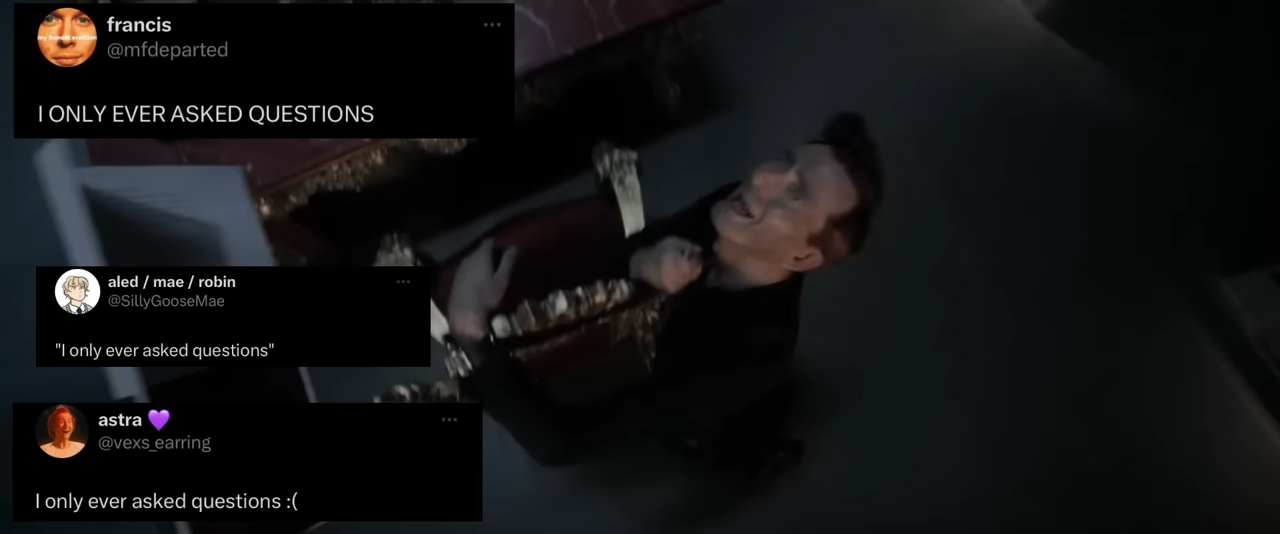 francis
@mfdeparted
I ONLY EVER ASKED QUESTIONS
aled / mae / robin
@SillyGooseMae
"I only ever asked questions"
astra 💜
@vexs_earring
I only ever asked questions :(